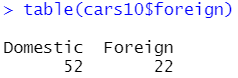 > table(cars10$foreign)
Domestic  Foreign
      52       22